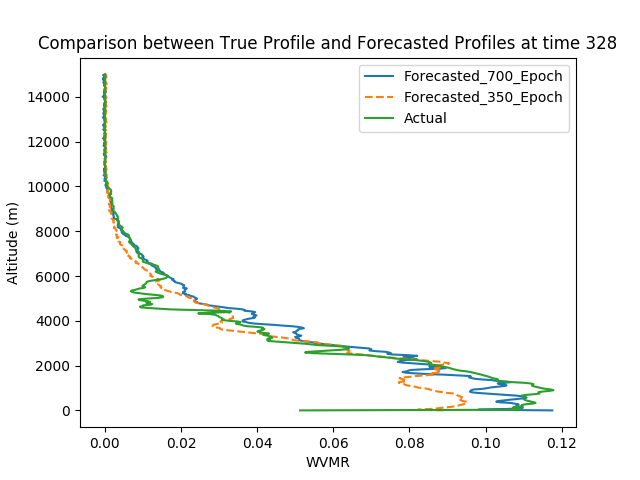 Comparison between True Profile and Forecasted Profiles at time 328
Forecasted_700_Epoch
Forecasted_350_Epoch
Actual
Altitude (m)
14000
12000
10000
8000
6000
4000
2000
0
0.00 0.02 0.04 0.06 0.08 0.10 0.12
WVMR